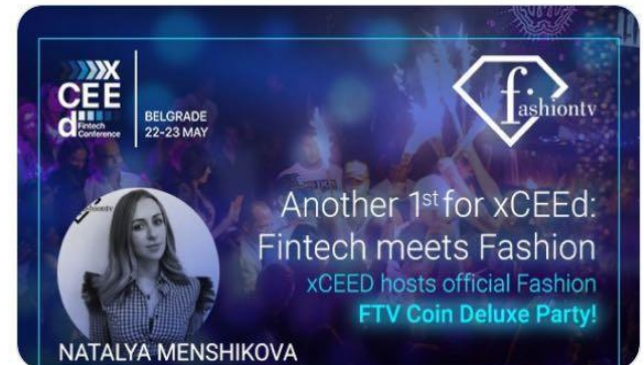 xCEEd
Fintech
Conference
BELGRADE
22-23 MAY
fashiontv
Another 1st for xCEEd:
Fintech meets Fashion
xCEED hosts official Fashion
FTV Coin Deluxe Party!
NATALYA MENSHIKOVA